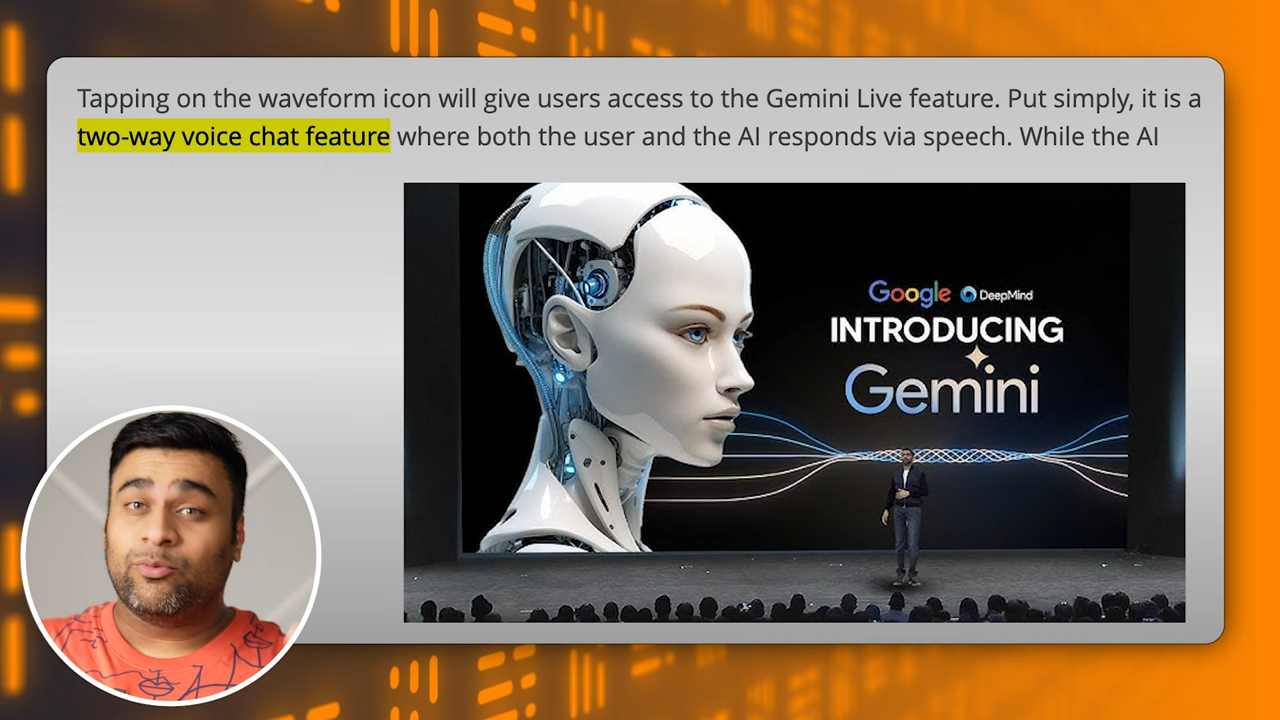 Tapping on the waveform icon will give users access to the Gemini Live feature. Put simply, it is a
two-way voice chat feature where both the user and the AI responds via speech. While the AI
Google DeepMind
INTRODUCING
Gemini